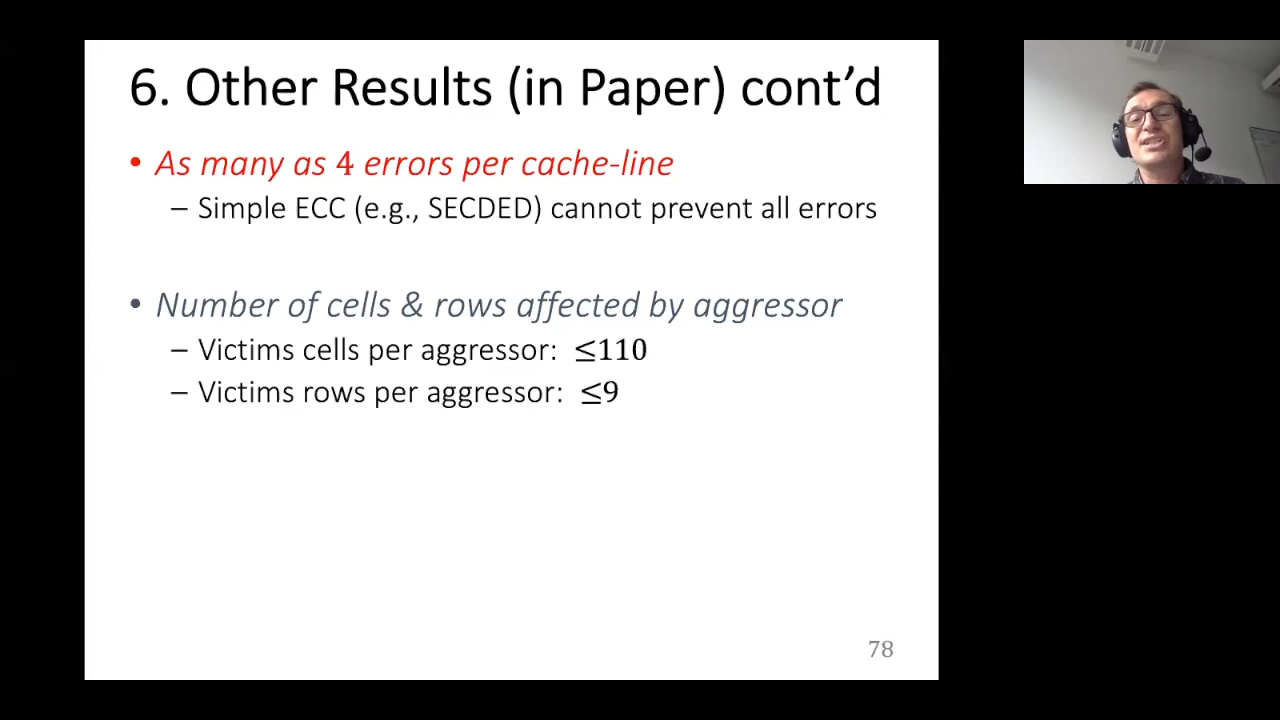 6. Other Results (in Paper) cont’d
• As many as 4 errors per cache-line
– Simple ECC (e.g., SECDED) cannot prevent all errors
• Number of cells & rows affected by aggressor
– Victims cells per aggressor: ≤110
– Victims rows per aggressor: ≤9
78